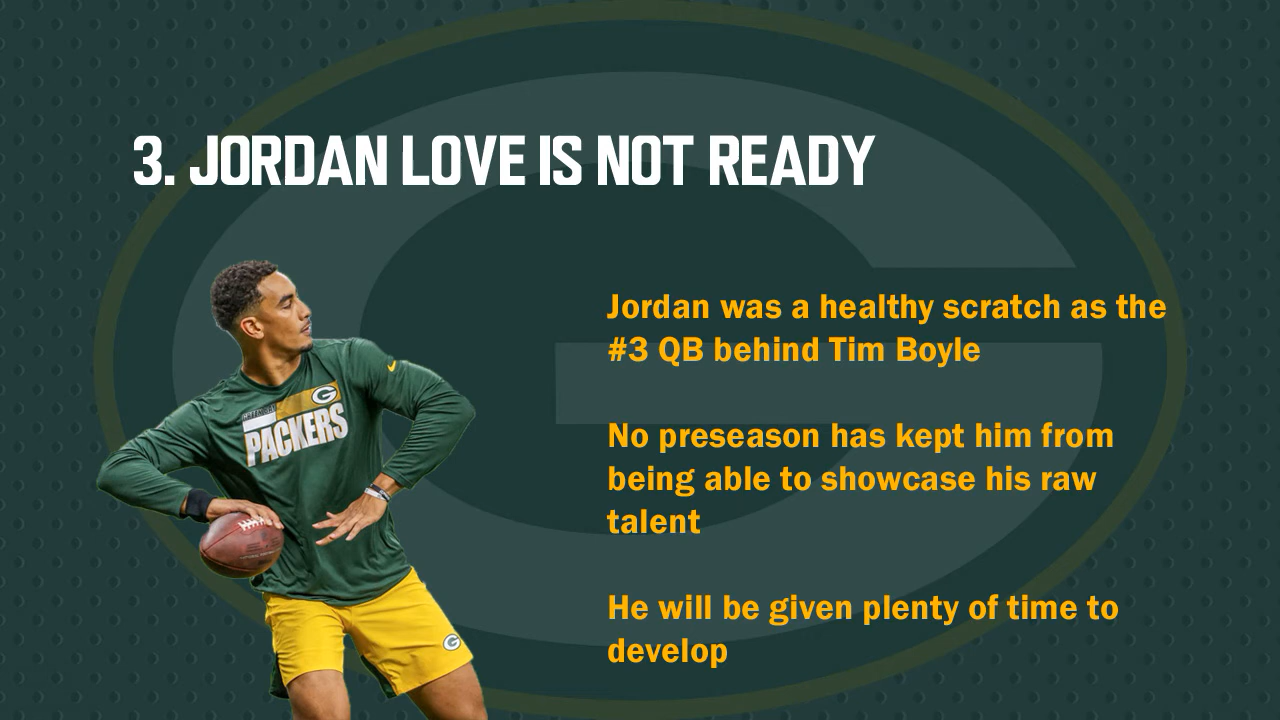 3. JORDAN LOVE IS NOT READY
Jordan was a healthy scratch as the
#3 QB behind Tim Boyle
No preseason has kept him from
being able to showcase his raw
talent
He will be given plenty of time to
develop
G
PACKERS
G